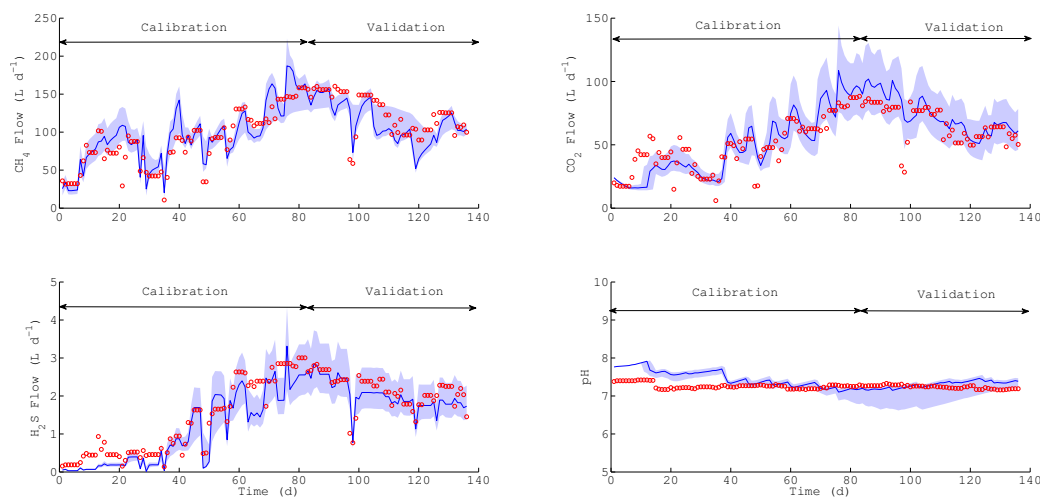 250
200
150
100
50
0
CH4 Flow (L d-1)
Calibration
Validation
0 20 40 60 80 100 120 140
150
100
50
0
CO2 Flow (L d-1)
Calibration
Validation
0 20 40 60 80 100 120 140
5
4
3
2
1
0
H2S Flow (L d-1)
Calibration
Validation
0 20 40 60 80 100 120 140
Time (d)
10
9
8
7
6
5
pH
Calibration
Validation
0 20 40 60 80 100 120 140
Time (d)